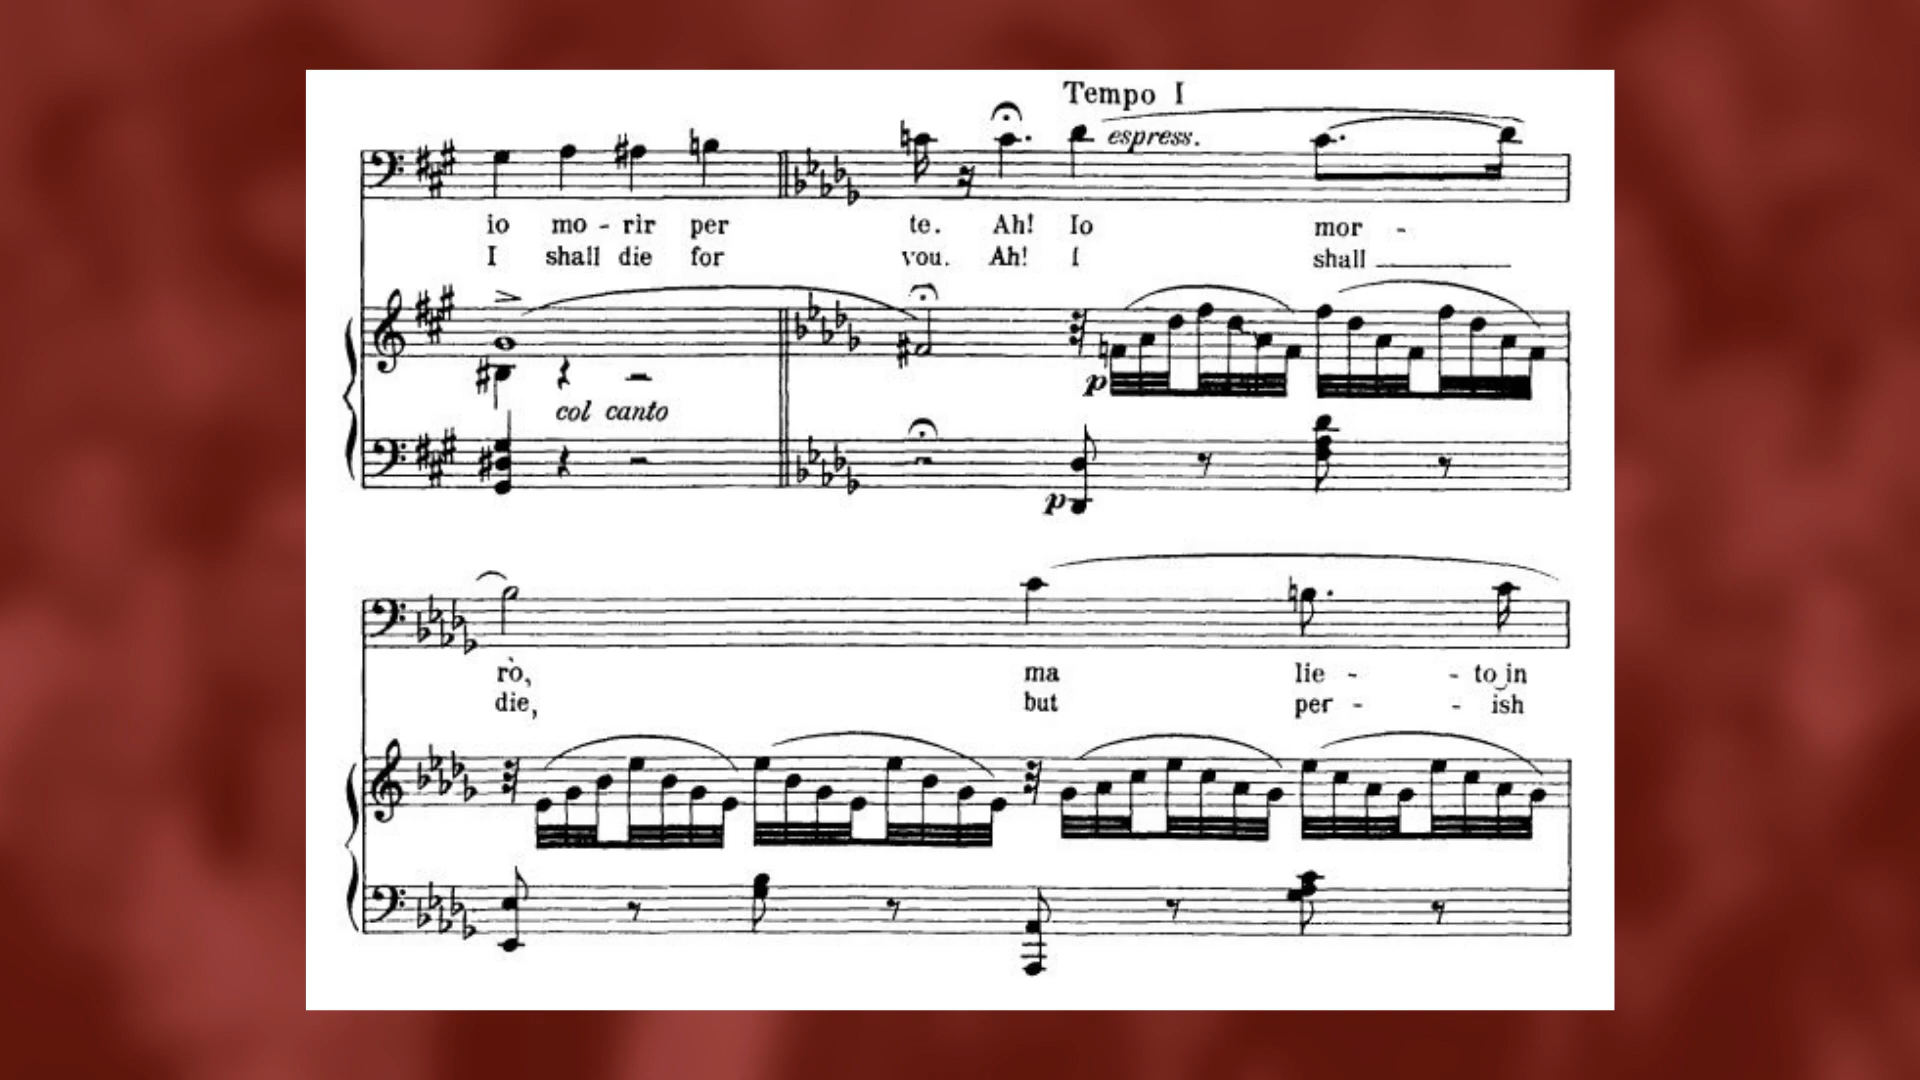 Tempo I
espress.
io mo - rir per te. Ah! Io mor -
I shall die for you. Ah! I shall
col canto
p
p
rò, ma lie - - to in
die, but per - - ish